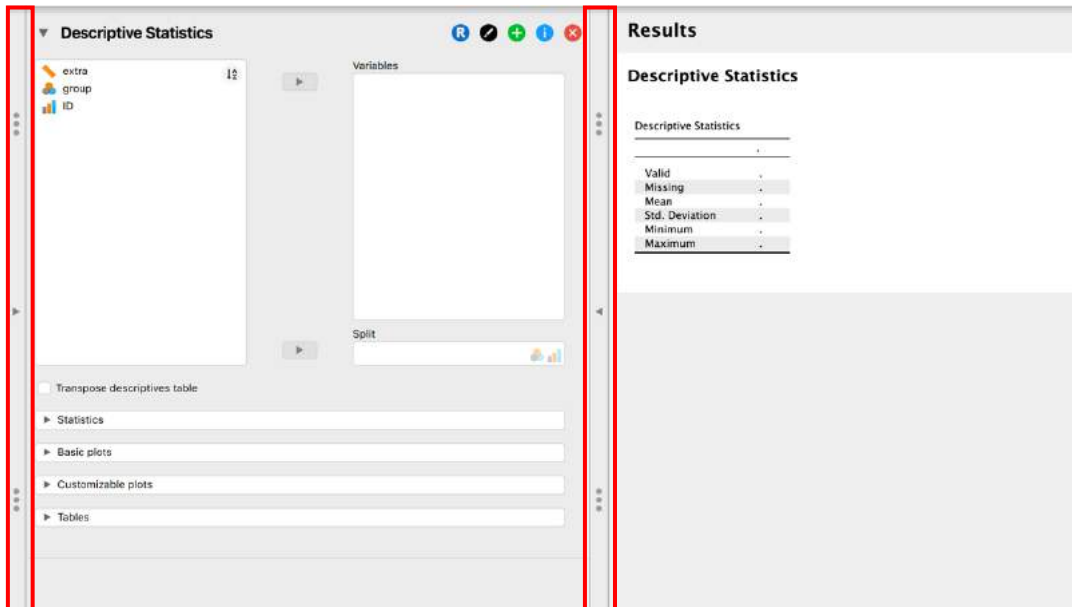 Descriptive Statistics
R
i
extra
group
ID
Variables
Split
Transpose descriptives table
Statistics
Basic plots
Customizable plots
Tables
Results
Descriptive Statistics
Descriptive Statistics
.
Valid .
Missing .
Mean .
Std. Deviation .
Minimum .
Maximum .